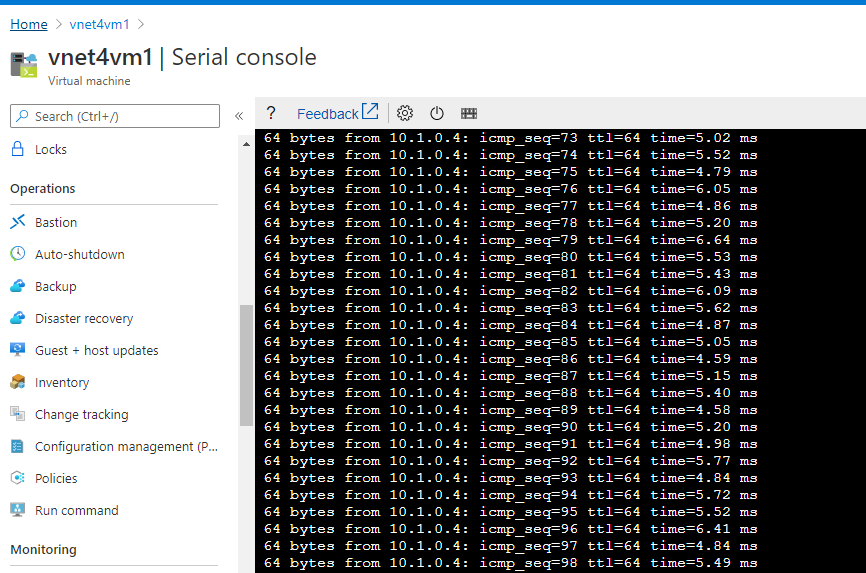 Home > vnet4vm1 >
vnet4vm1 | Serial console
Virtual machine
Search (Ctrl+/)
«
Locks
Operations
Bastion
Auto-shutdown
Backup
Disaster recovery
Guest + host updates
Inventory
Change tracking
Configuration management (P...
Policies
Run command
Monitoring
? Feedback
64 bytes from 10.1.0.4: icmp_seq=73 ttl=64 time=5.02 ms
64 bytes from 10.1.0.4: icmp_seq=74 ttl=64 time=5.52 ms
64 bytes from 10.1.0.4: icmp_seq=75 ttl=64 time=4.79 ms
64 bytes from 10.1.0.4: icmp_seq=76 ttl=64 time=6.05 ms
64 bytes from 10.1.0.4: icmp_seq=77 ttl=64 time=4.86 ms
64 bytes from 10.1.0.4: icmp_seq=78 ttl=64 time=5.20 ms
64 bytes from 10.1.0.4: icmp_seq=79 ttl=64 time=6.64 ms
64 bytes from 10.1.0.4: icmp_seq=80 ttl=64 time=5.53 ms
64 bytes from 10.1.0.4: icmp_seq=81 ttl=64 time=5.43 ms
64 bytes from 10.1.0.4: icmp_seq=82 ttl=64 time=6.09 ms
64 bytes from 10.1.0.4: icmp_seq=83 ttl=64 time=5.62 ms
64 bytes from 10.1.0.4: icmp_seq=84 ttl=64 time=4.87 ms
64 bytes from 10.1.0.4: icmp_seq=85 ttl=64 time=5.05 ms
64 bytes from 10.1.0.4: icmp_seq=86 ttl=64 time=4.59 ms
64 bytes from 10.1.0.4: icmp_seq=87 ttl=64 time=5.15 ms
64 bytes from 10.1.0.4: icmp_seq=88 ttl=64 time=5.40 ms
64 bytes from 10.1.0.4: icmp_seq=89 ttl=64 time=4.58 ms
64 bytes from 10.1.0.4: icmp_seq=90 ttl=64 time=5.20 ms
64 bytes from 10.1.0.4: icmp_seq=91 ttl=64 time=4.98 ms
64 bytes from 10.1.0.4: icmp_seq=92 ttl=64 time=5.77 ms
64 bytes from 10.1.0.4: icmp_seq=93 ttl=64 time=4.84 ms
64 bytes from 10.1.0.4: icmp_seq=94 ttl=64 time=5.72 ms
64 bytes from 10.1.0.4: icmp_seq=95 ttl=64 time=5.52 ms
64 bytes from 10.1.0.4: icmp_seq=96 ttl=64 time=6.41 ms
64 bytes from 10.1.0.4: icmp_seq=97 ttl=64 time=4.84 ms
64 bytes from 10.1.0.4: icmp_seq=98 ttl=64 time=5.49 ms